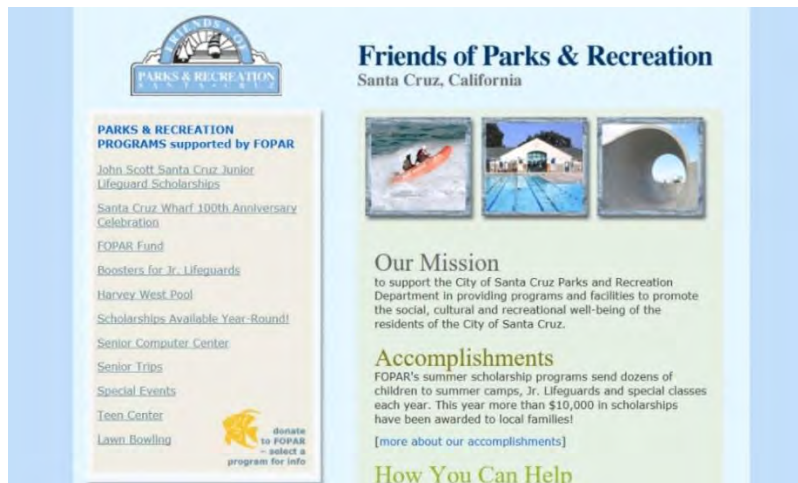 FRIENDS OF
PARKS & RECREATION
SANTA CRUZ
Friends of Parks & Recreation
Santa Cruz, California
PARKS & RECREATION
PROGRAMS supported by FOPAR
John Scott Santa Cruz Junior
Lifeguard Scholarships
Santa Cruz Wharf 100th Anniversary
Celebration
FOPAR Fund
Boosters for Jr. Lifeguards
Harvey West Pool
Scholarships Available Year-Round!
Senior Computer Center
Senior Trips
Special Events
Teen Center
Lawn Bowling
donate
to FOPAR
– select a
program for info
Our Mission
to support the City of Santa Cruz Parks and Recreation
Department in providing programs and facilities to promote
the social, cultural and recreational well-being of the
residents of the City of Santa Cruz.
Accomplishments
FOPAR's summer scholarship programs send dozens of
children to summer camps, Jr. Lifeguards and special classes
each year. This year more than $10,000 in scholarships
have been awarded to local families!
[more about our accomplishments]
How You Can Help